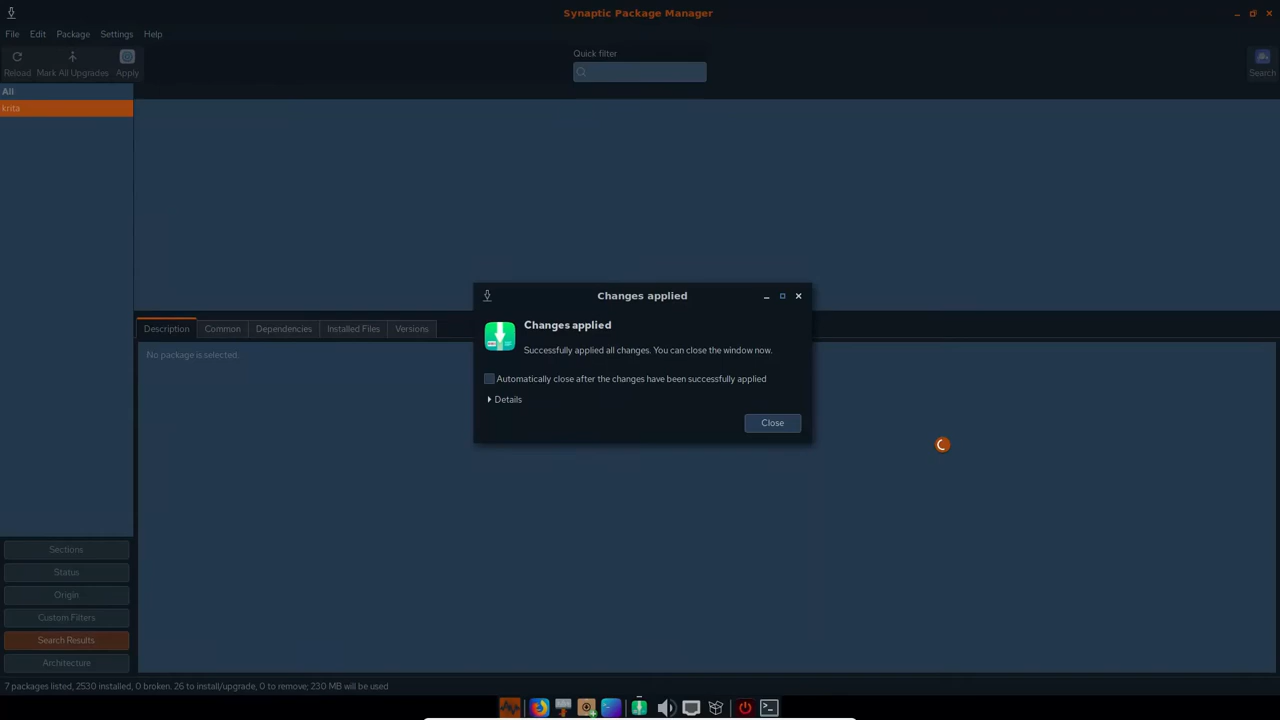 Synaptic Package Manager
File Edit Package Settings Help
Quick filter
Reload Mark All Upgrades Apply
Search
All
krita
Changes applied
Changes applied
Successfully applied all changes. You can close the window now.
Automatically close after the changes have been successfully applied
Details
Close
Description Common Dependencies Installed Files Versions
No package is selected.
Sections
Status
Origin
Custom Filters
Search Results
Architecture
7 packages listed, 2530 installed, 0 broken. 26 to install/upgrade, 0 to remove; 230 MB will be used